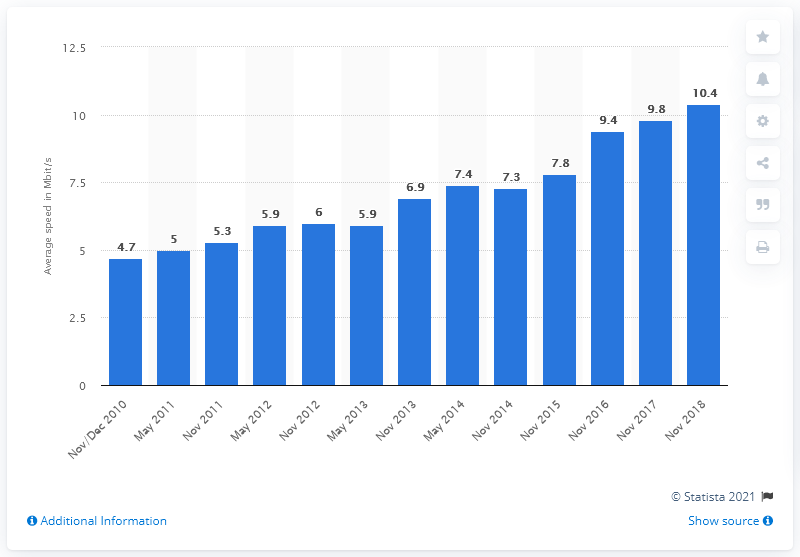 Average speed in Mbit/s
12.5
10
7.5
5
2.5
0
4.7
5
5.3
5.9
6
5.9
6.9
7.4
7.3
7.8
9.4
9.8
10.4
Nov/Dec 2010
May 2011
Nov 2011
May 2012
Nov 2012
May 2013
Nov 2013
May 2014
Nov 2014
Nov 2015
Nov 2016
Nov 2017
Nov 2018
© Statista 2021
Additional Information
Show source